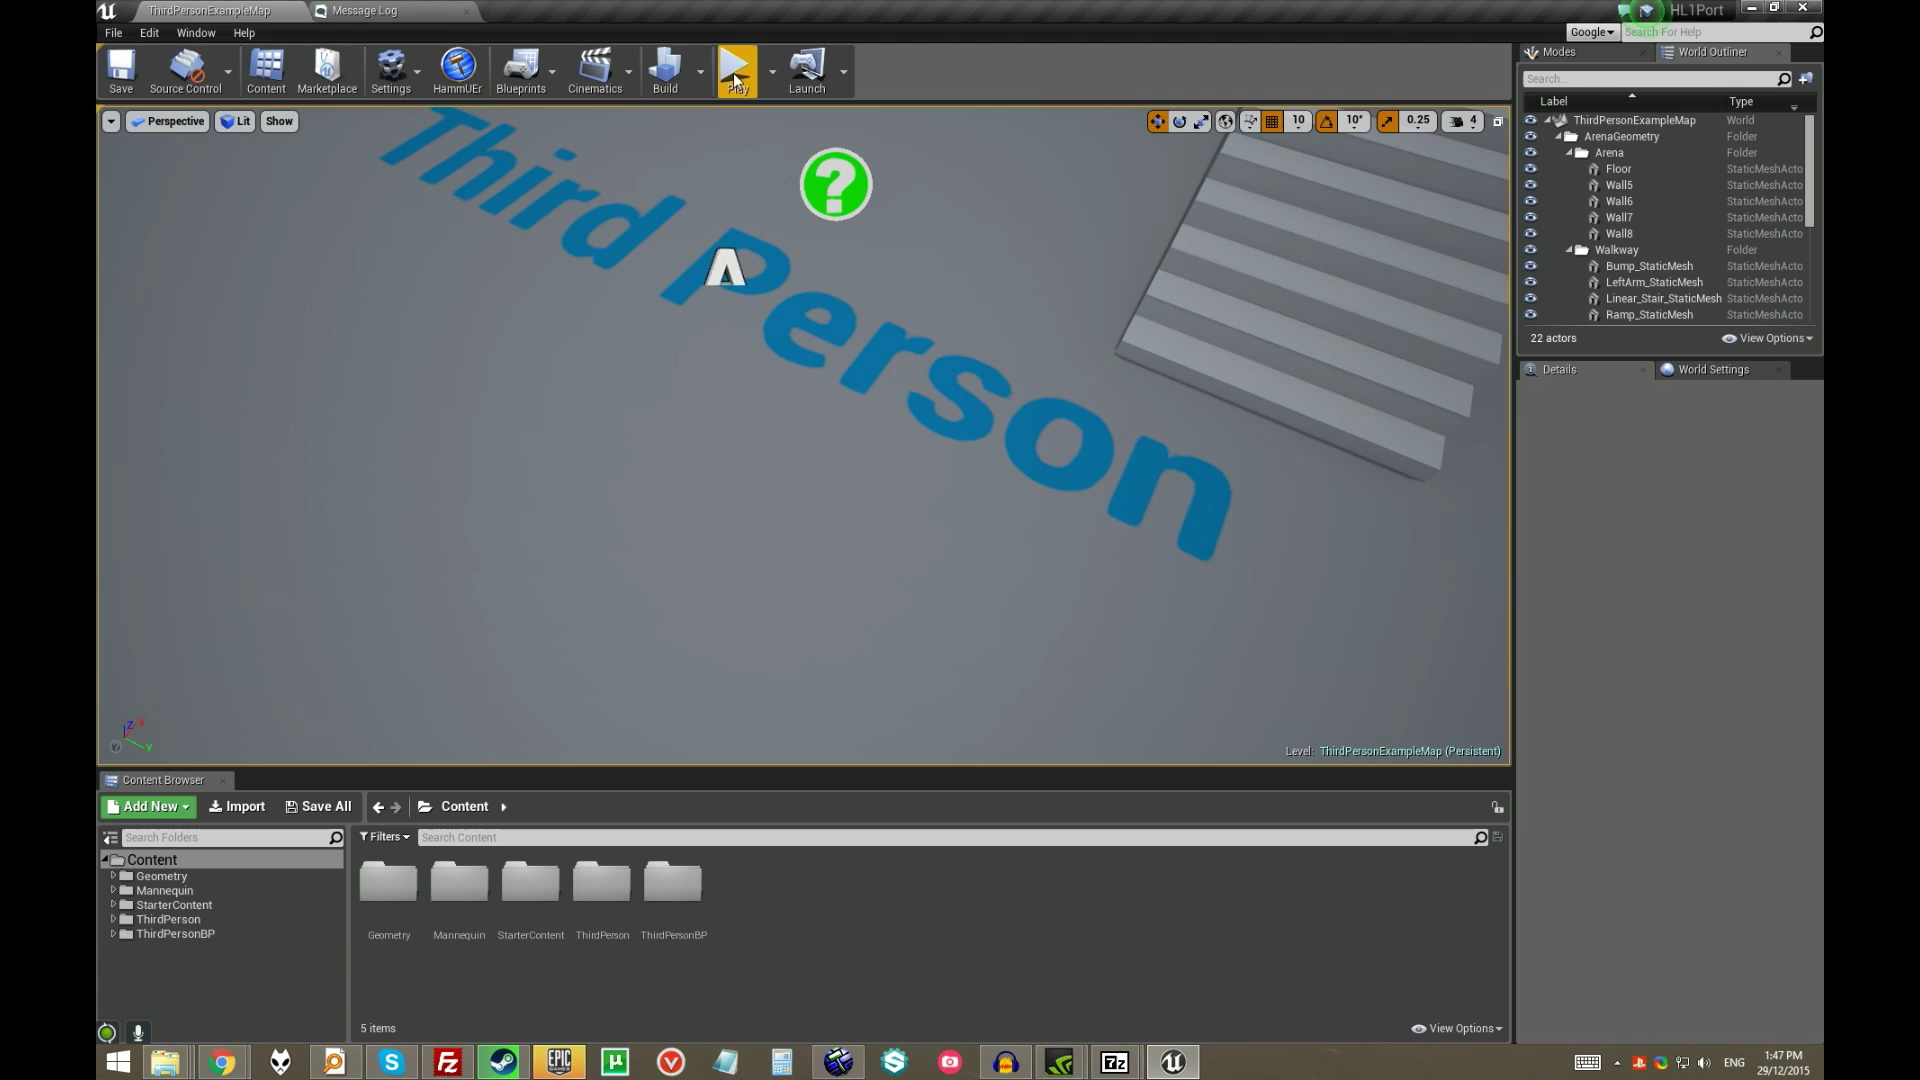 ThirdPersonExampleMap
Message Log
HL1Port
File Edit Window Help
Google
Search For Help
Save
Source Control
Content
Marketplace
Settings
HammUEr
Blueprints
Cinematics
Build
Play
Launch
Modes
World Outliner
Search...
Label Type
ThirdPersonExampleMap World
ArenaGeometry Folder
Arena Folder
Floor StaticMeshActo
Wall5 StaticMeshActo
Wall6 StaticMeshActo
Wall7 StaticMeshActo
Wall8 StaticMeshActo
Walkway Folder
Bump_StaticMesh StaticMeshActo
LeftArm_StaticMesh StaticMeshActo
Linear_Stair_StaticMesh StaticMeshActo
Ramp_StaticMesh StaticMeshActo
22 actors
View Options
Details
World Settings
Perspective
Lit
Show
10
10°
0.25
4
Third Person
?
Z X
Y
Level: ThirdPersonExampleMap (Persistent)
Content Browser
Add New
Import
Save All
Content
Search Folders
Filters
Search Content
Content
Geometry
Mannequin
StarterContent
ThirdPerson
ThirdPersonBP
Geometry
Mannequin
StarterContent
ThirdPerson
ThirdPersonBP
5 items
View Options
EPIC GAMES
7z
ENG
1:47 PM
29/12/2015